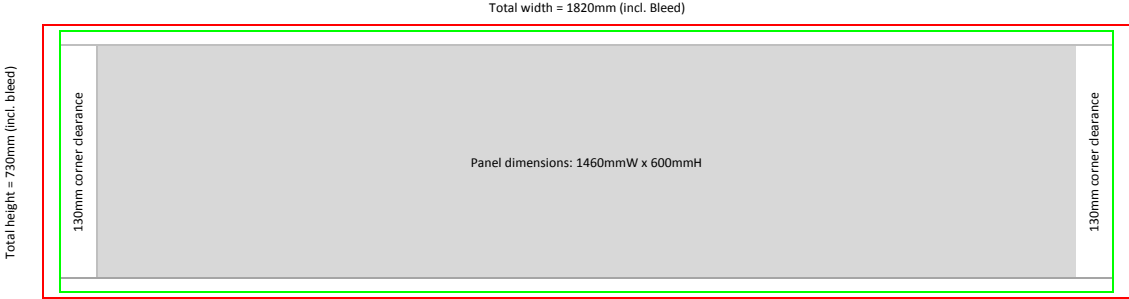 Total width = 1820mm (incl. Bleed)
Total height = 730mm (incl. bleed)
130mm corner clearance
Panel dimensions: 1460mmW x 600mmH
130mm corner clearance